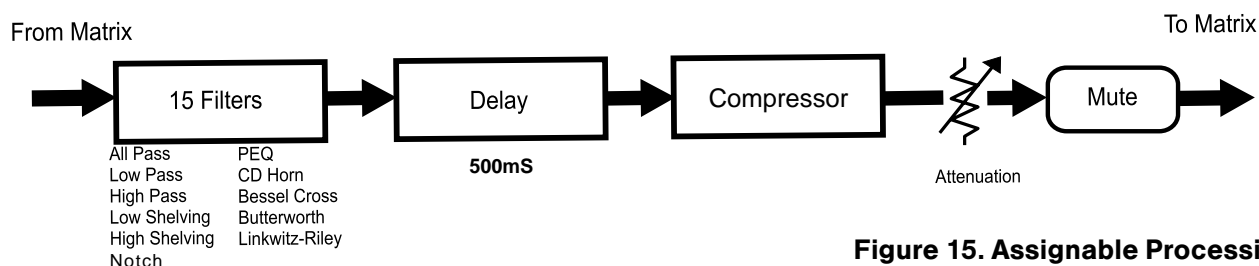 From Matrix
To Matrix
15 Filters
Delay
Compressor
Mute
All Pass
Low Pass
High Pass
Low Shelving
High Shelving
Notch
PEQ
CD Horn
Bessel Cross
Butterworth
Linkwitz-Riley
500mS
Attenuation
Figure 15. Assignable Processi